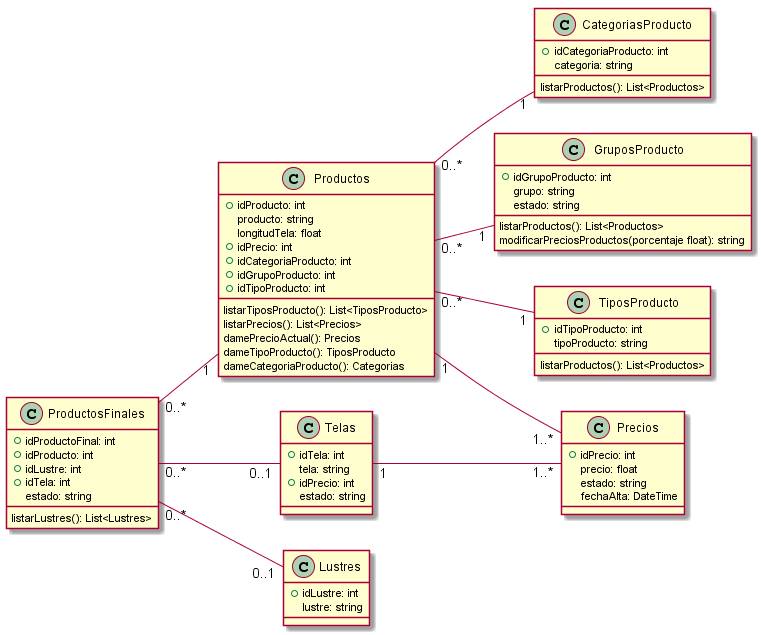 C CategoriasProducto
idCategoriaProducto: int
categoria: string
listarProductos(): List<Productos>
1
0..*
C GruposProducto
idGrupoProducto: int
grupo: string
estado: string
listarProductos(): List<Productos>
modificarPreciosProductos(porcentaje float): string
1
0..*
C Productos
idProducto: int
producto: string
longitudTela: float
idPrecio: int
idCategoriaProducto: int
idGrupoProducto: int
idTipoProducto: int
listarTiposProducto(): List<TiposProducto>
listarPrecios(): List<Precios>
damePrecioActual(): Precios
dameTipoProducto(): TiposProducto
dameCategoriaProducto(): Categorias
0..*
1
C TiposProducto
idTipoProducto: int
tipoProducto: string
listarProductos(): List<Productos>
1
1..*
1
0..*
C ProductosFinales
idProductoFinal: int
idProducto: int
idLustre: int
idTela: int
estado: string
listarLustres(): List<Lustres>
0..*
0..1
C Telas
idTela: int
tela: string
idPrecio: int
estado: string
1
1..*
C Precios
idPrecio: int
precio: float
estado: string
fechaAlta: DateTime
0..*
0..1
C Lustres
idLustre: int
lustre: string